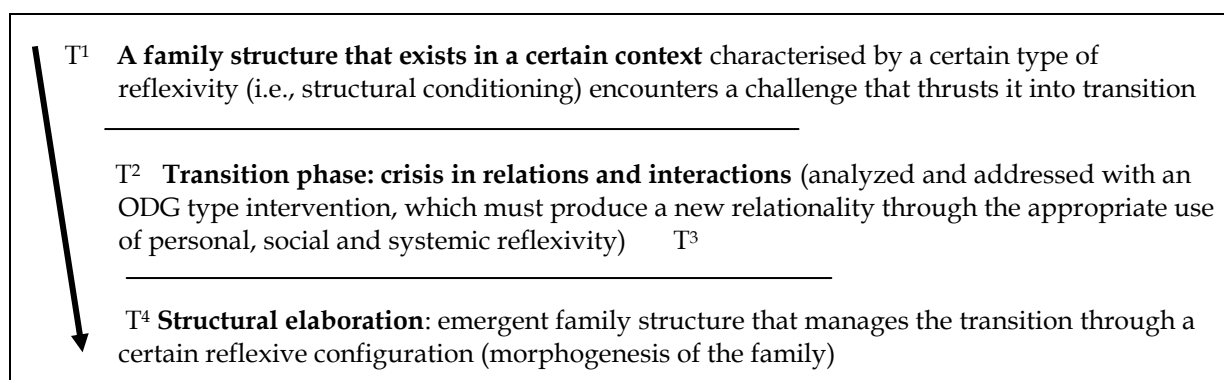 T¹ A family structure that exists in a certain context characterised by a certain type of
reflexivity (i.e., structural conditioning) encounters a challenge that thrusts it into transition
T² Transition phase: crisis in relations and interactions (analyzed and addressed with an
ODG type intervention, which must produce a new relationality through the appropriate use
of personal, social and systemic reflexivity) T³
T⁴ Structural elaboration: emergent family structure that manages the transition through a
certain reflexive configuration (morphogenesis of the family)